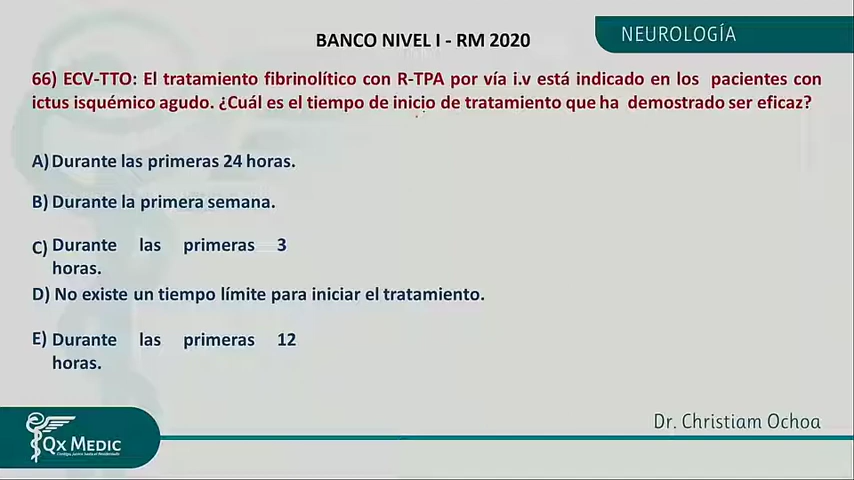 BANCO NIVEL I - RM 2020
NEUROLOGÍA
66) ECV-TTO: El tratamiento fibrinolítico con R-TPA por vía i.v está indicado en los pacientes con
ictus isquémico agudo. ¿Cuál es el tiempo de inicio de tratamiento que ha demostrado ser eficaz?
A) Durante las primeras 24 horas.
B) Durante la primera semana.
C) Durante las primeras 3
horas.
D) No existe un tiempo límite para iniciar el tratamiento.
E) Durante las primeras 12
horas.
Dr. Christiam Ochoa
Qx MEDIC